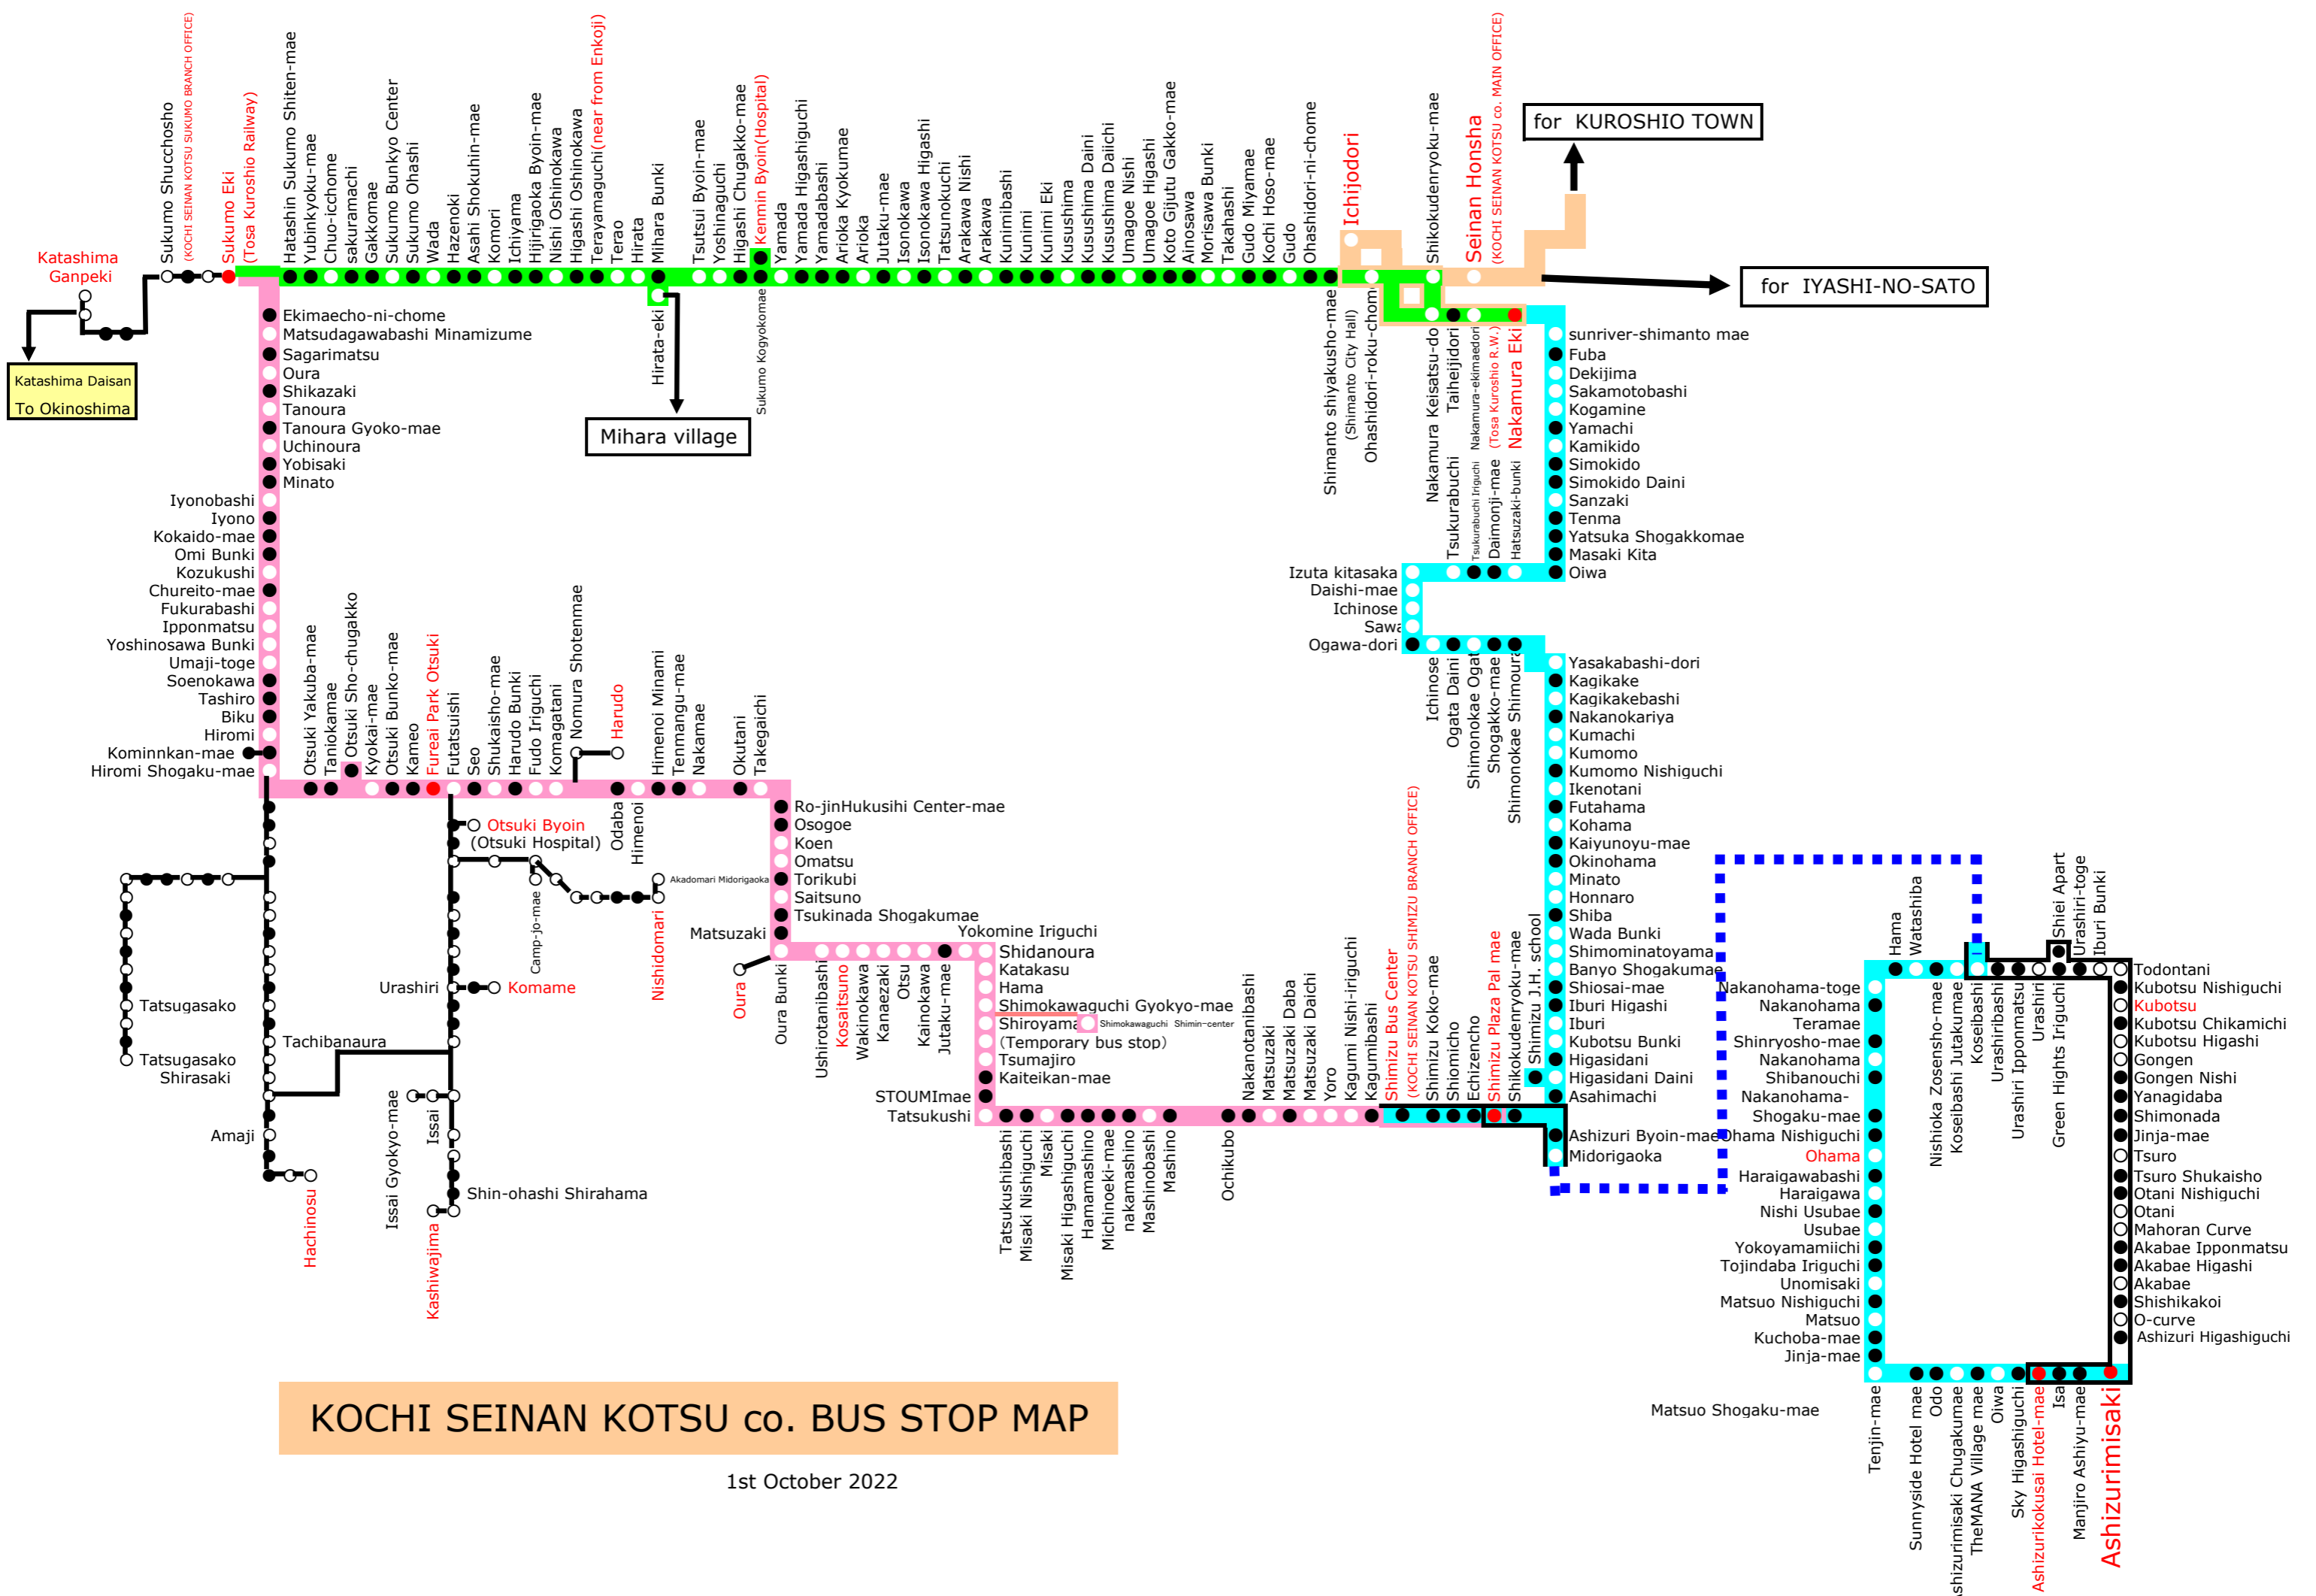 Sukumo Shucchosho
(KOCHI SEINAN KOTSU SUKUMO BRANCH OFFICE)
Sukumo Eki
(Tosa Kuroshio Railway)
Hatashin Sukumo Shiten-mae
Yubinkyoku-mae
Chuo-icchome
sakuramachi
Gakkomae
Sukumo Bunkyo Center
Sukumo Ohashi
Wada
Hazenoki
Asahi Shokuhin-mae
Komori
Ichiyama
Hijirigaoka Byoin-mae
Nishi Oshinokawa
Higashi Oshinokawa
Terayamaguchi(near from Enkoji)
Terao
Hirata
Mihara Bunki
Tsutsui Byoin-mae
Yoshinaguchi
Higashi Chugakko-mae
Kenmin Byoin(Hospital)
Yamada
Yamada Higashiguchi
Yamadabashi
Arioka Kyokumae
Arioka
Jutaku-mae
Isonokawa
Isonokawa Higashi
Tatsunokuchi
Arakawa Nishi
Arakawa
Kunimibashi
Kunimi
Kunimi Eki
Kusushima
Kusushima Daini
Kusushima Daiichi
Umagoe Nishi
Umagoe Higashi
Koto Gijutu Gakko-mae
Ainosawa
Morisawa Bunki
Takahashi
Gudo Miyamae
Kochi Hoso-mae
Gudo
Ohashidori-ni-chome
Ichijodori
Shikokudenryoku-mae
Seinan Honsha
(KOCHI SEINAN KOTSU co. MAIN OFFICE)
for KUROSHIO TOWN
for IYASHI-NO-SATO
Katashima
Ganpeki
Katashima Daisan
To Okinoshima
Hirata-eki
Mihara village
Sukumo Kogyokomae
Shimanto shiyakusho-mae
(Shimanto City Hall)
Ohashidori-roku-chome
Nakamura Keisatsu-do
Taiheijidori
Nakamura-ekimaedori
(Tosa Kuroshio R.W.)
Nakamura Eki
Ekimaecho-ni-chome
Matsudagawabashi Minamizume
Sagarimatsu
Oura
Shikazaki
Tanoura
Tanoura Gyoko-mae
Uchinoura
Yobisaki
Minato
Iyonobashi
Iyono
Kokaido-mae
Omi Bunki
Kozukushi
Chureito-mae
Fukurabashi
Ipponmatsu
Yoshinosawa Bunki
Umaji-toge
Soenokawa
Tashiro
Biku
Hiromi
Kominnkan-mae
Hiromi Shogaku-mae
sunriver-shimanto mae
Fuba
Dekijima
Sakamotobashi
Kogamine
Yamachi
Kamikido
Simokido
Simokido Daini
Sanzaki
Tenma
Yatsuka Shogakkomae
Masaki Kita
Oiwa
Tsukurabuchi
Tsukurabuchi Iriguchi
Daimonji-mae
Hatsuzaki-bunki
Izuta kitasaka
Daishi-mae
Ichinose
Sawa
Ogawa-dori
Ichinose
Ogata Daini
Shimonokae Ogat
Shogakko-mae
Shimonokae Shimoura
Yasakabashi-dori
Kagikake
Kagikakebashi
Nakanokariya
Kumachi
Kumomo
Kumomo Nishiguchi
Ikenotani
Futahama
Kohama
Kaiyunoyu-mae
Okinohama
Minato
Honnaro
Shiba
Wada Bunki
Shimominatoyama
Banyo Shogakumae
Shiosai-mae
Iburi Higashi
Iburi
Kubotsu Bunki
Higasidani
Higasidani Daini
Asahimachi
Ashizuri Byoin-mae
Midorigaoka
Otsuki Yakuba-mae
Taniokamae
Otsuki Sho-chugakko
Kyokai-mae
Otsuki Bunko-mae
Kameo
Fureai Park Otsuki
Futatsuishi
Seo
Shukaisho-mae
Harudo Bunki
Fudo Iriguchi
Komagatani
Nomura Shotenmae
Harudo
Odaba
Himenoi
Himenoi Minami
Tenmangu-mae
Nakamae
Okutani
Takegaichi
Ro-jinHukusihi Center-mae
Osogoe
Koen
Omatsu
Torikubi
Saitsuno
Tsukinada Shogakumae
Matsuzaki
Otsuki Byoin
(Otsuki Hospital)
Camp-jo-mae
Akadomari Midorigaoka
Nishidomari
Urashiri
Komame
Tatsugasako
Tatsugasako
Shirasaki
Tachibanaura
Amaji
Hachinosu
Issai Gyokyo-mae
Issai
Shin-ohashi Shirahama
Kashiwajima
Oura
Oura Bunki
Ushirotanibashi
Kosaitsuno
Wakinokawa
Kanaezaki
Otsu
Kainokawa
Jutaku-mae
Yokomine Iriguchi
Shidanoura
Katakasu
Hama
Shimokawaguchi Gyokyo-mae
Shiroyama
Shimokawaguchi Shimin-center
(Temporary bus stop)
Tsumajiro
Kaiteikan-mae
STOUMImae
Tatsukushi
Tatsukushibashi
Misaki Nishiguchi
Misaki
Misaki Higashiguchi
Hamamashino
Michinoeki-mae
nakamashino
Mashinobashi
Mashino
Ochikubo
Nakanotanibashi
Matsuzaki
Matsuzaki Daba
Matsuzaki Daichi
Yoro
Kagumi Nishi-iriguchi
Kagumibashi
Shimizu Bus Center
(KOCHI SEINAN KOTSU SHIMIZU BRANCH OFFICE)
Shimizu Koko-mae
Shiomicho
Echizencho
Shimizu Plaza Pal mae
Shikokudenryoku-mae
Shimizu J.H. school
Hama
Watashiba
Nishioka Zosensho-mae
Koseibashi Jutakumae
Koseibashi
Urashiribashi
Urashiri Ipponmatsu
Urashiri
Green Hights Iriguchi
Shiei Apart
Urashiri-toge
Iburi Bunki
Nakanohama-toge
Nakanohama
Teramae
Shinryosho-mae
Nakanohama
Shibanouchi
Nakanohama-
Shogaku-mae
Ohama Nishiguchi
Ohama
Haraigawabashi
Haraigawa
Nishi Usubae
Usubae
Yokoyamamiichi
Tojindaba Iriguchi
Unomisaki
Matsuo Nishiguchi
Matsuo
Kuchoba-mae
Jinja-mae
Matsuo Shogaku-mae
Todontani
Kubotsu Nishiguchi
Kubotsu
Kubotsu Chikamichi
Kubotsu Higashi
Gongen
Gongen Nishi
Yanagidaba
Shimonada
Jinja-mae
Tsuro
Tsuro Shukaisho
Otani Nishiguchi
Otani
Mahoran Curve
Akabae Ipponmatsu
Akabae Higashi
Akabae
Shishikakoi
O-curve
Ashizuri Higashiguchi
Tenjin-mae
Sunnyside Hotel mae
Odo
Ashizurimisaki Chugakumae
TheMANA Village mae
Oiwa
Sky Higashiguchi
Ashizurikokusai Hotel-mae
Isa
Manjiro Ashiyu-mae
Ashizurimisaki
KOCHI SEINAN KOTSU co. BUS STOP MAP
1st October 2022